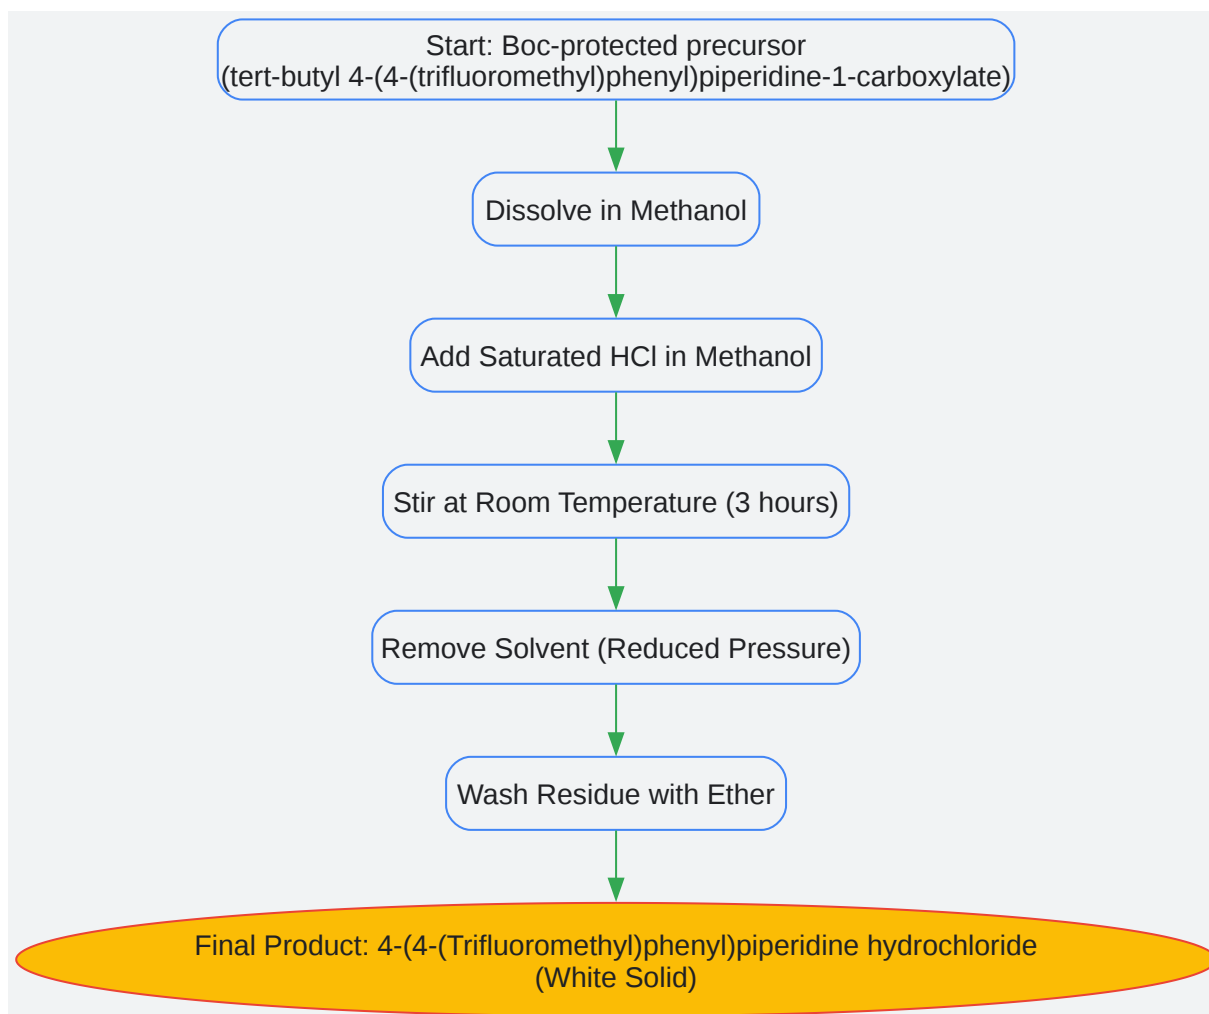 Start: Boc-protected precursor
(tert-butyl 4-(4-(trifluoromethyl)phenyl)piperidine-1-carboxylate)
Dissolve in Methanol
Add Saturated HCl in Methanol
Stir at Room Temperature (3 hours)
Remove Solvent (Reduced Pressure)
Wash Residue with Ether
Final Product: 4-(4-(Trifluoromethyl)phenyl)piperidine hydrochloride
(White Solid)